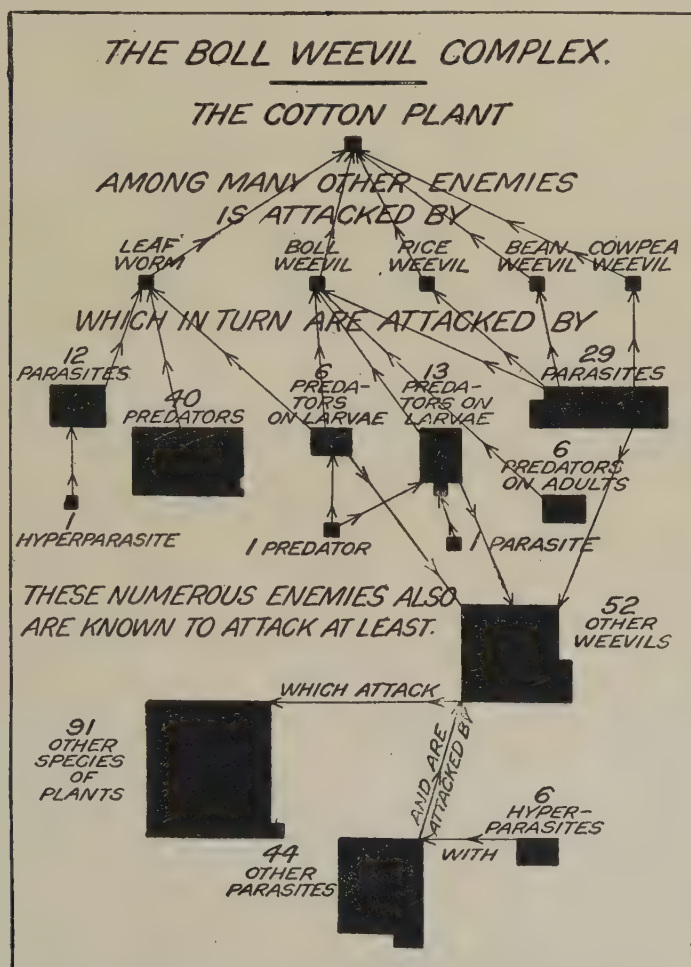 THE BOLL WEEVIL COMPLEX.
THE COTTON PLANT
AMONG MANY OTHER ENEMIES
IS ATTACKED BY
LEAF
WORM
BOLL
WEEVIL
RICE
WEEVIL
BEAN
WEEVIL
COWPEA
WEEVIL
WHICH IN TURN ARE ATTACKED BY
12
PARASITES
40
PREDATORS
6
PREDA-
TORS
ON LARVAE
13
PREDA-
TORS ON
LARVAE
29
PARASITES
6
PREDATORS
ON ADULTS
1
HYPERPARASITE
1 PREDATOR
1 PARASITE
THESE NUMEROUS ENEMIES ALSO
ARE KNOWN TO ATTACK AT LEAST.
52
OTHER
WEEVILS
WHICH ATTACK
91
OTHER
SPECIES
OF
PLANTS
AND ARE
ATTACKED BY
44
OTHER
PARASITES
WITH
6
HYPER-
PARASITES